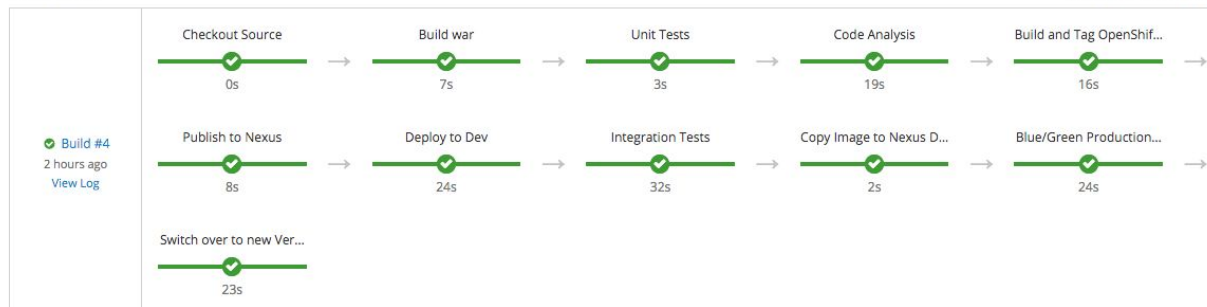 Checkout Source
Build war
Unit Tests
Code Analysis
Build and Tag OpenShif...
0s
7s
3s
19s
16s
Build #4
2 hours ago
View Log
Publish to Nexus
Deploy to Dev
Integration Tests
Copy Image to Nexus D...
Blue/Green Production...
8s
24s
32s
2s
24s
Switch over to new Ver...
23s